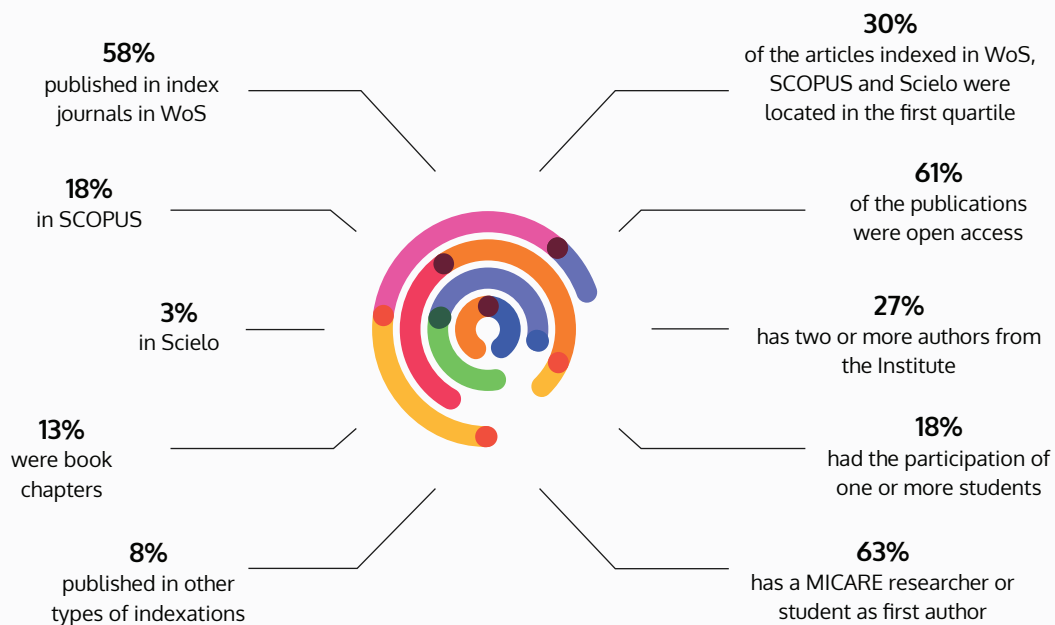 58%
published in index
journals in WoS
18%
in SCOPUS
3%
in Scielo
13%
were book
chapters
8%
published in other
types of indexations
30%
of the articles indexed in WoS,
SCOPUS and Scielo were
located in the first quartile
61%
of the publications
were open access
27%
has two or more authors from
the Institute
18%
had the participation of
one or more students
63%
has a MICARE researcher or
student as first author